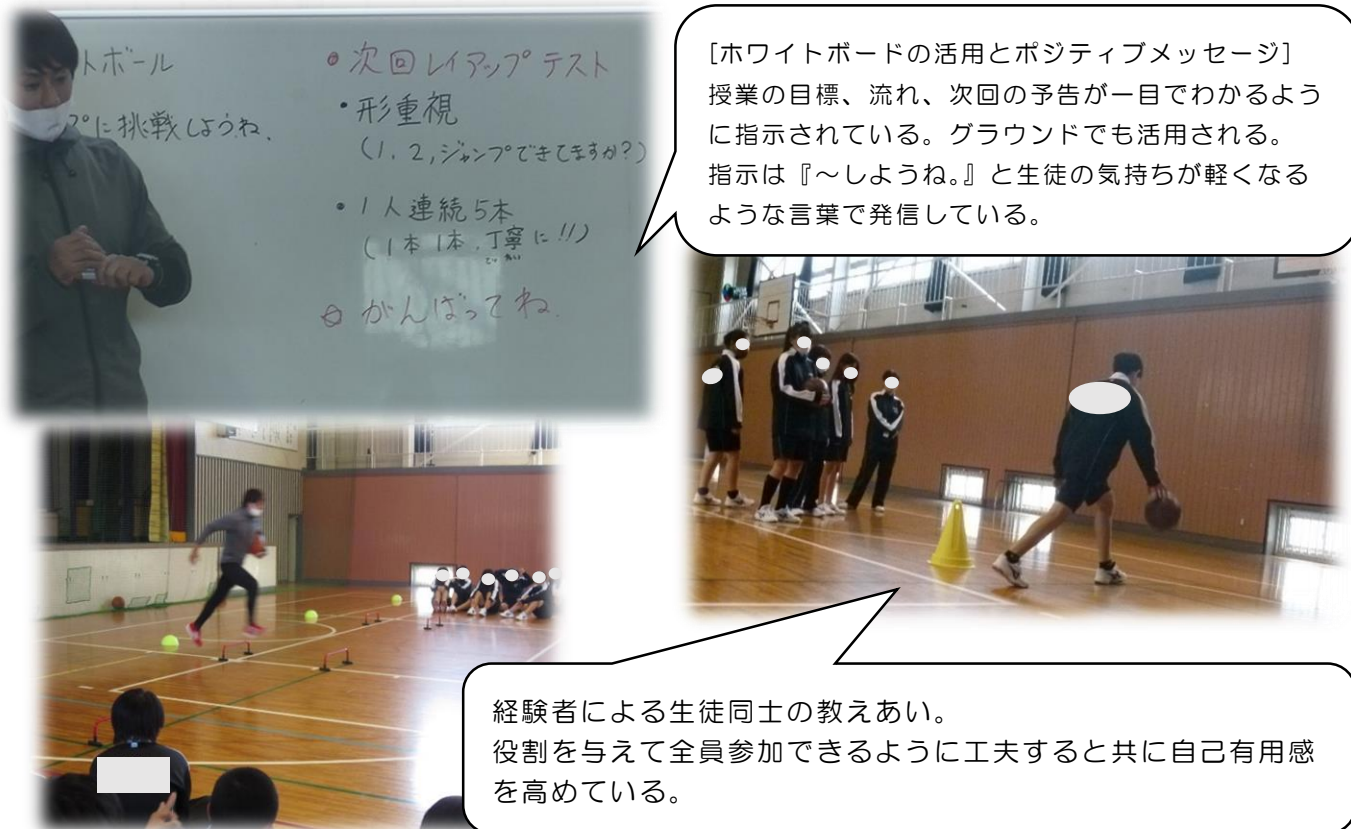 トボール
プに挑戦しようね.
•次回レイアップテスト
•形重視
(1, 2, ジャンプできてますか?)
•1人連続5本
(1本1本, 丁寧に!!)
がんばってね.
[ホワイトボードの活用とポジティブメッセージ]
授業の目標、流れ、次回の予告が一目でわかるよう
に指示されている。グラウンドでも活用される。
指示は『～しようね。』と生徒の気持ちが軽くなる
ような言葉で発信している。
経験者による生徒同士の教えあい。
役割を与えて全員参加できるように工夫すると共に自己有用感
を高めている。